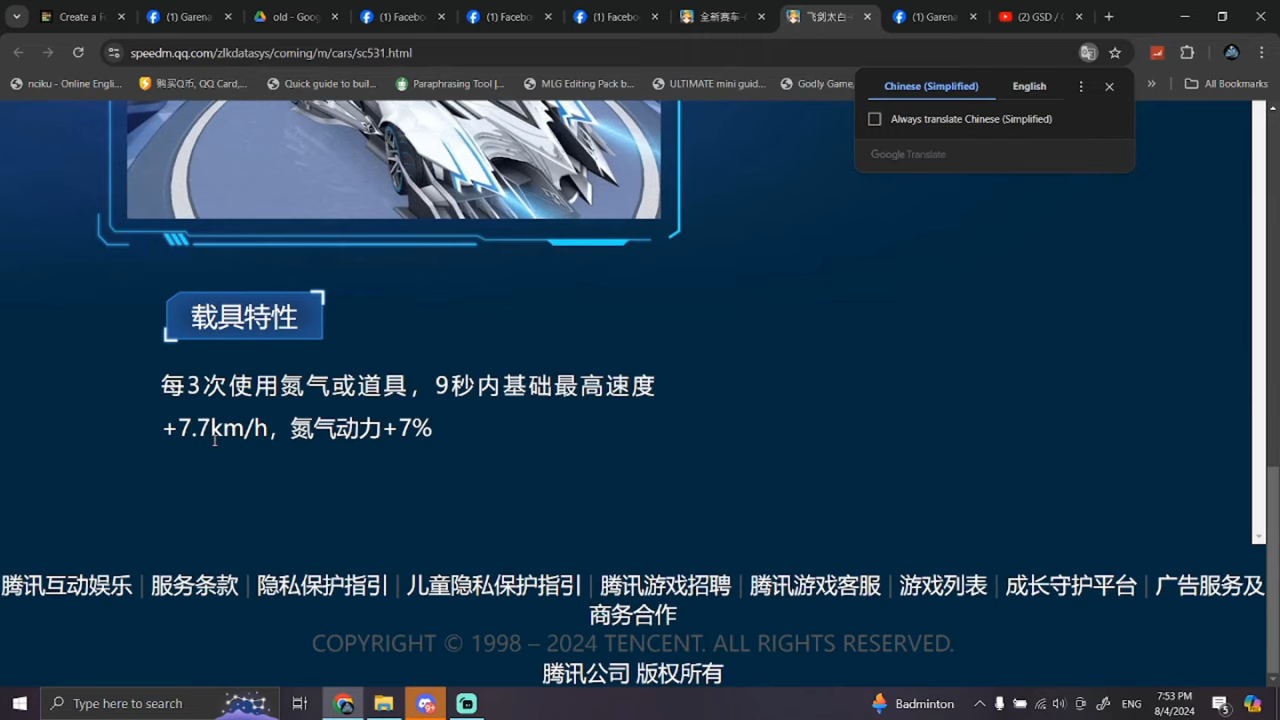 Create a F
(1) Garena
old - Goog
(1) Facebo
(1) Facebo
(1) Facebo
全新赛车-
飞剑太白-
(1) Garena
(2) GSD /
speedm.qq.com/zlkdatasys/coming/m/cars/sc531.html
nciku - Online Engli...
购买Q币, QQ Card,...
Quick guide to buil...
Paraphrasing Tool |...
MLG Editing Pack b...
ULTIMATE mini guid...
Godly Game
All Bookmarks
Chinese (Simplified)
English
Always translate Chinese (Simplified)
Google Translate
载具特性
每3次使用氮气或道具，9秒内基础最高速度
+7.7km/h，氮气动力+7%
腾讯互动娱乐 | 服务条款 | 隐私保护指引 | 儿童隐私保护指引 | 腾讯游戏招聘 | 腾讯游戏客服 | 游戏列表 | 成长守护平台 | 广告服务及
商务合作
COPYRIGHT © 1998 – 2024 TENCENT. ALL RIGHTS RESERVED.
腾讯公司 版权所有
Type here to search
Badminton
ENG
7:53 PM
8/4/2024
5